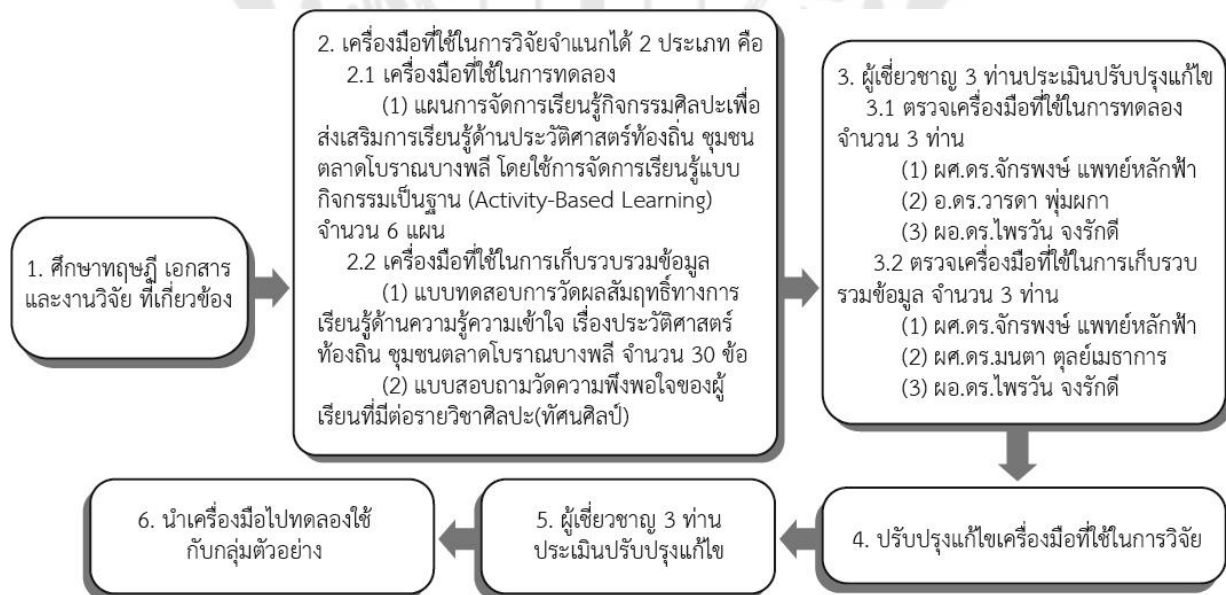 1. ศึกษาทฤษฎี เอกสาร
และงานวิจัย ที่เกี่ยวข้อง
2. เครื่องมือที่ใช้ในการวิจัยจำแนกได้ 2 ประเภท คือ
2.1 เครื่องมือที่ใช้ในการทดลอง
(1) แผนการจัดการเรียนรู้กิจกรรมศิลปะเพื่อ
ส่งเสริมการเรียนรู้ด้านประวัติศาสตร์ท้องถิ่น ชุมชน
ตลาดโบราณบางพลี โดยใช้การจัดการเรียนรู้แบบ
กิจกรรมเป็นฐาน (Activity-Based Learning)
จำนวน 6 แผน
2.2 เครื่องมือที่ใช้ในการเก็บรวบรวมข้อมูล
(1) แบบทดสอบการวัดผลสัมฤทธิ์ทางการ
เรียนรู้ด้านความรู้ความเข้าใจ เรื่องประวัติศาสตร์
ท้องถิ่น ชุมชนตลาดโบราณบางพลี จำนวน 30 ข้อ
(2) แบบสอบถามวัดความพึงพอใจของผู้
เรียนที่มีต่อรายวิชาศิลปะ(ทัศนศิลป์)
3. ผู้เชี่ยวชาญ 3 ท่านประเมินปรับปรุงแก้ไข
3.1 ตรวจเครื่องมือที่ใช้ในการทดลอง
จำนวน 3 ท่าน
(1) ผศ.ดร.จักรพงษ์ แพทย์หลักฟ้า
(2) อ.ดร.วารดา พุ่มผกา
(3) ผอ.ดร.ไพรวัน จงรักดี
3.2 ตรวจเครื่องมือที่ใช้ในการเก็บรวบ
รวมข้อมูล จำนวน 3 ท่าน
(1) ผศ.ดร.จักรพงษ์ แพทย์หลักฟ้า
(2) ผศ.ดร.มนตา ตุลย์เมธาการ
(3) ผอ.ดร.ไพรวัน จงรักดี
4. ปรับปรุงแก้ไขเครื่องมือที่ใช้ในการวิจัย
5. ผู้เชี่ยวชาญ 3 ท่าน
ประเมินปรับปรุงแก้ไข
6. นำเครื่องมือไปทดลองใช้
กับกลุ่มตัวอย่าง